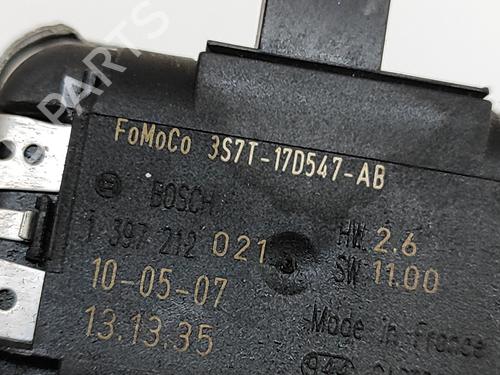 FoMoCo 3S7T-17D547-AB
BOSCH
1 397 212 021 HW 2.6
10-05-07 SW 11.00
13.13.35 Made in France
PARTS